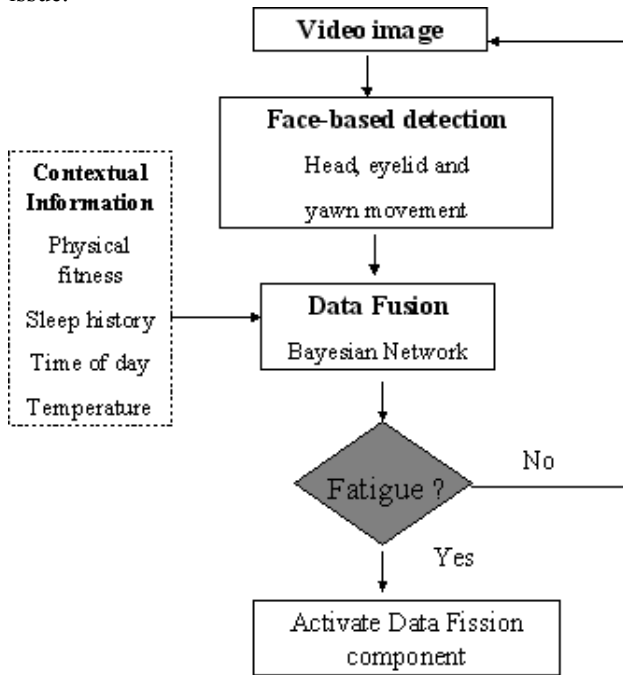 issue.
Video image
Face-based detection
Head, eyelid and
yawn movement
Contextual
Information
Physical
fitness
Sleep history
Time of day
Temperature
Data Fusion
Bayesian Network
Fatigue ?
No
Yes
Activate Data Fission
component